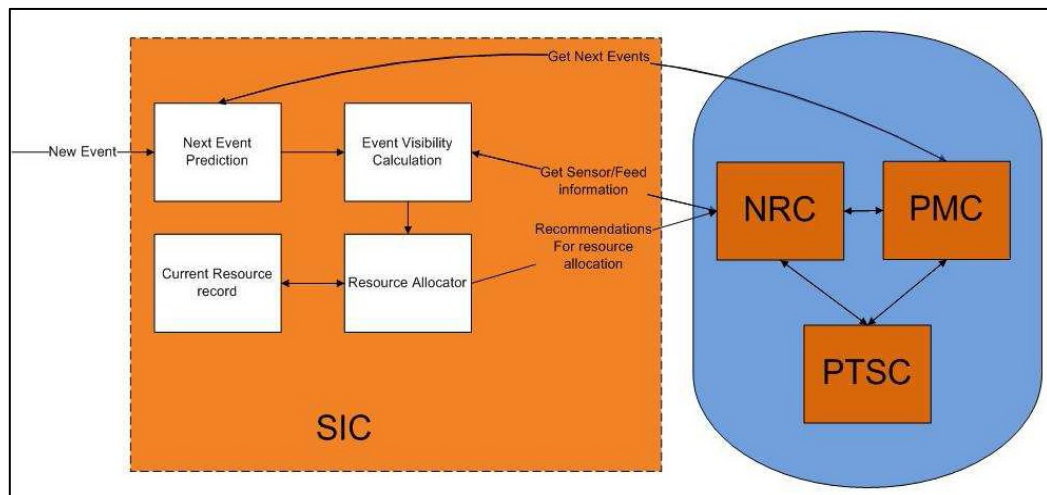 Get Next Events
New Event
Next Event
Prediction
Event Visibility
Calculation
Get Sensor/Feed
information
NRC
PMC
Recommendations
For resource
allocation
Current Resource
record
Resource Allocator
PTSC
SIC